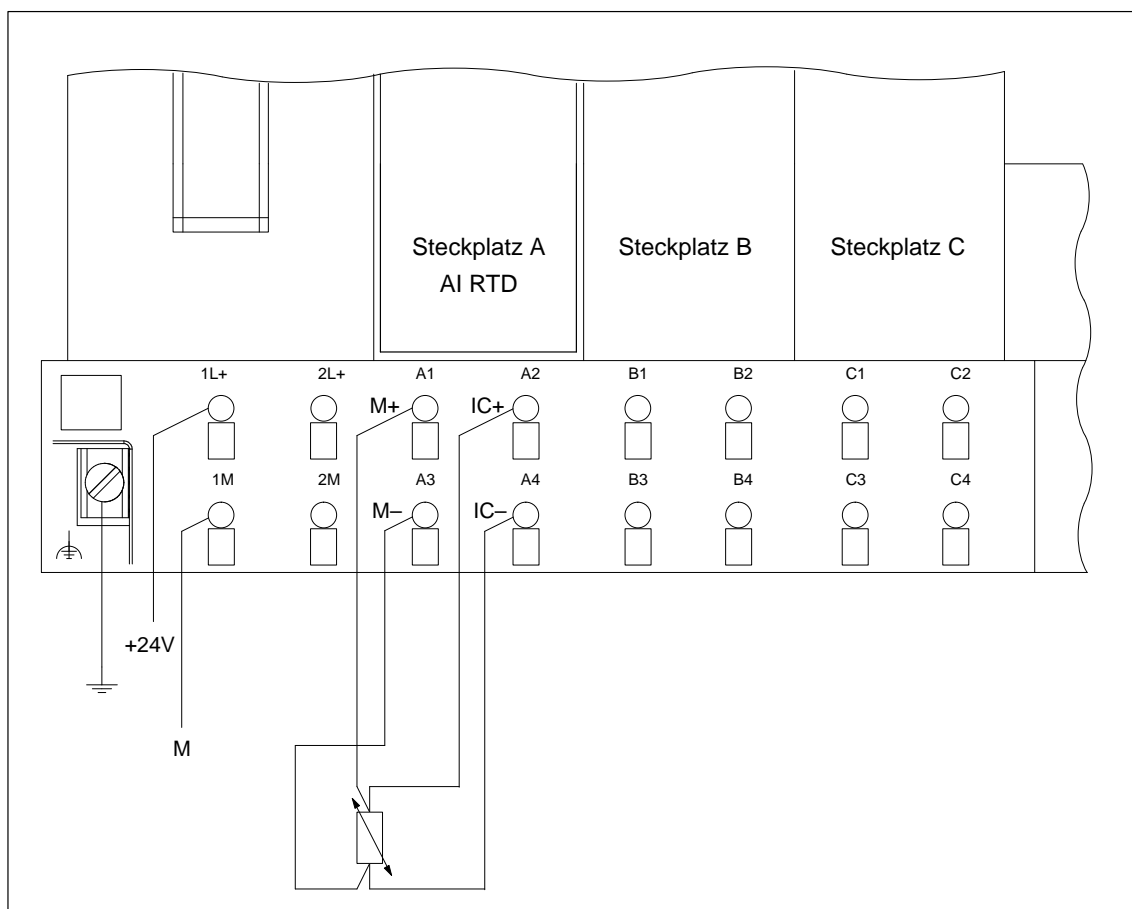 Steckplatz A
AI RTD
Steckplatz B
Steckplatz C
1L+
2L+
A1
A2
B1
B2
C1
C2
M+
IC+
1M
2M
A3
A4
B3
B4
C3
C4
M–
IC–
+24V
M